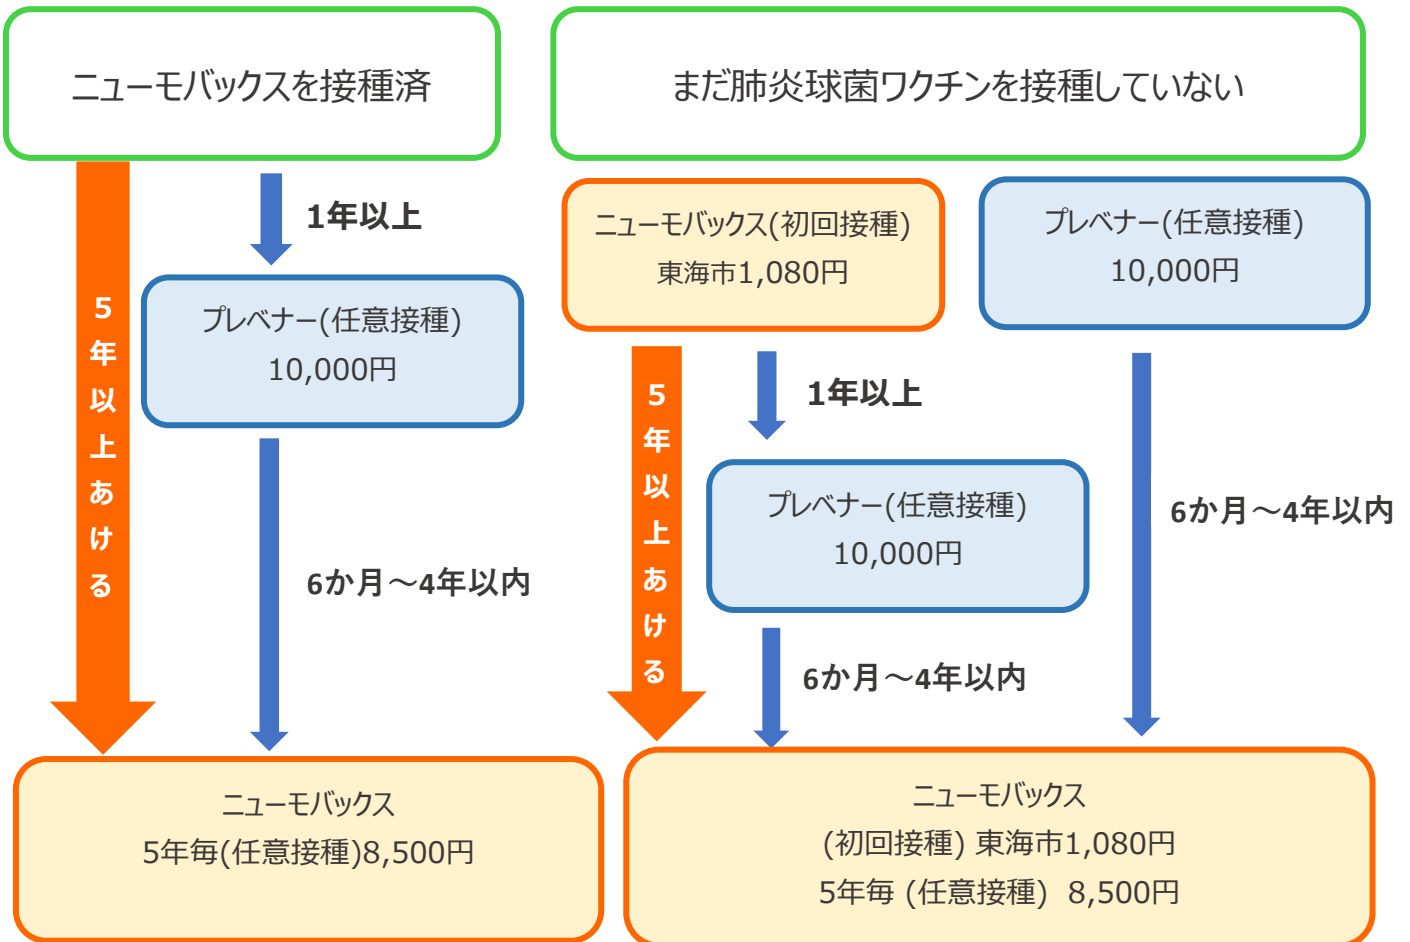 ニューモバックスを接種済
5年以上あける
1年以上
プレベナー(任意接種)
10,000円
6か月～4年以内
ニューモバックス
5年毎(任意接種)8,500円
まだ肺炎球菌ワクチンを接種していない
ニューモバックス(初回接種)
東海市1,080円
5年以上あける
1年以上
プレベナー(任意接種)
10,000円
6か月～4年以内
プレベナー(任意接種)
10,000円
6か月～4年以内
ニューモバックス
(初回接種) 東海市1,080円
5年毎 (任意接種) 8,500円